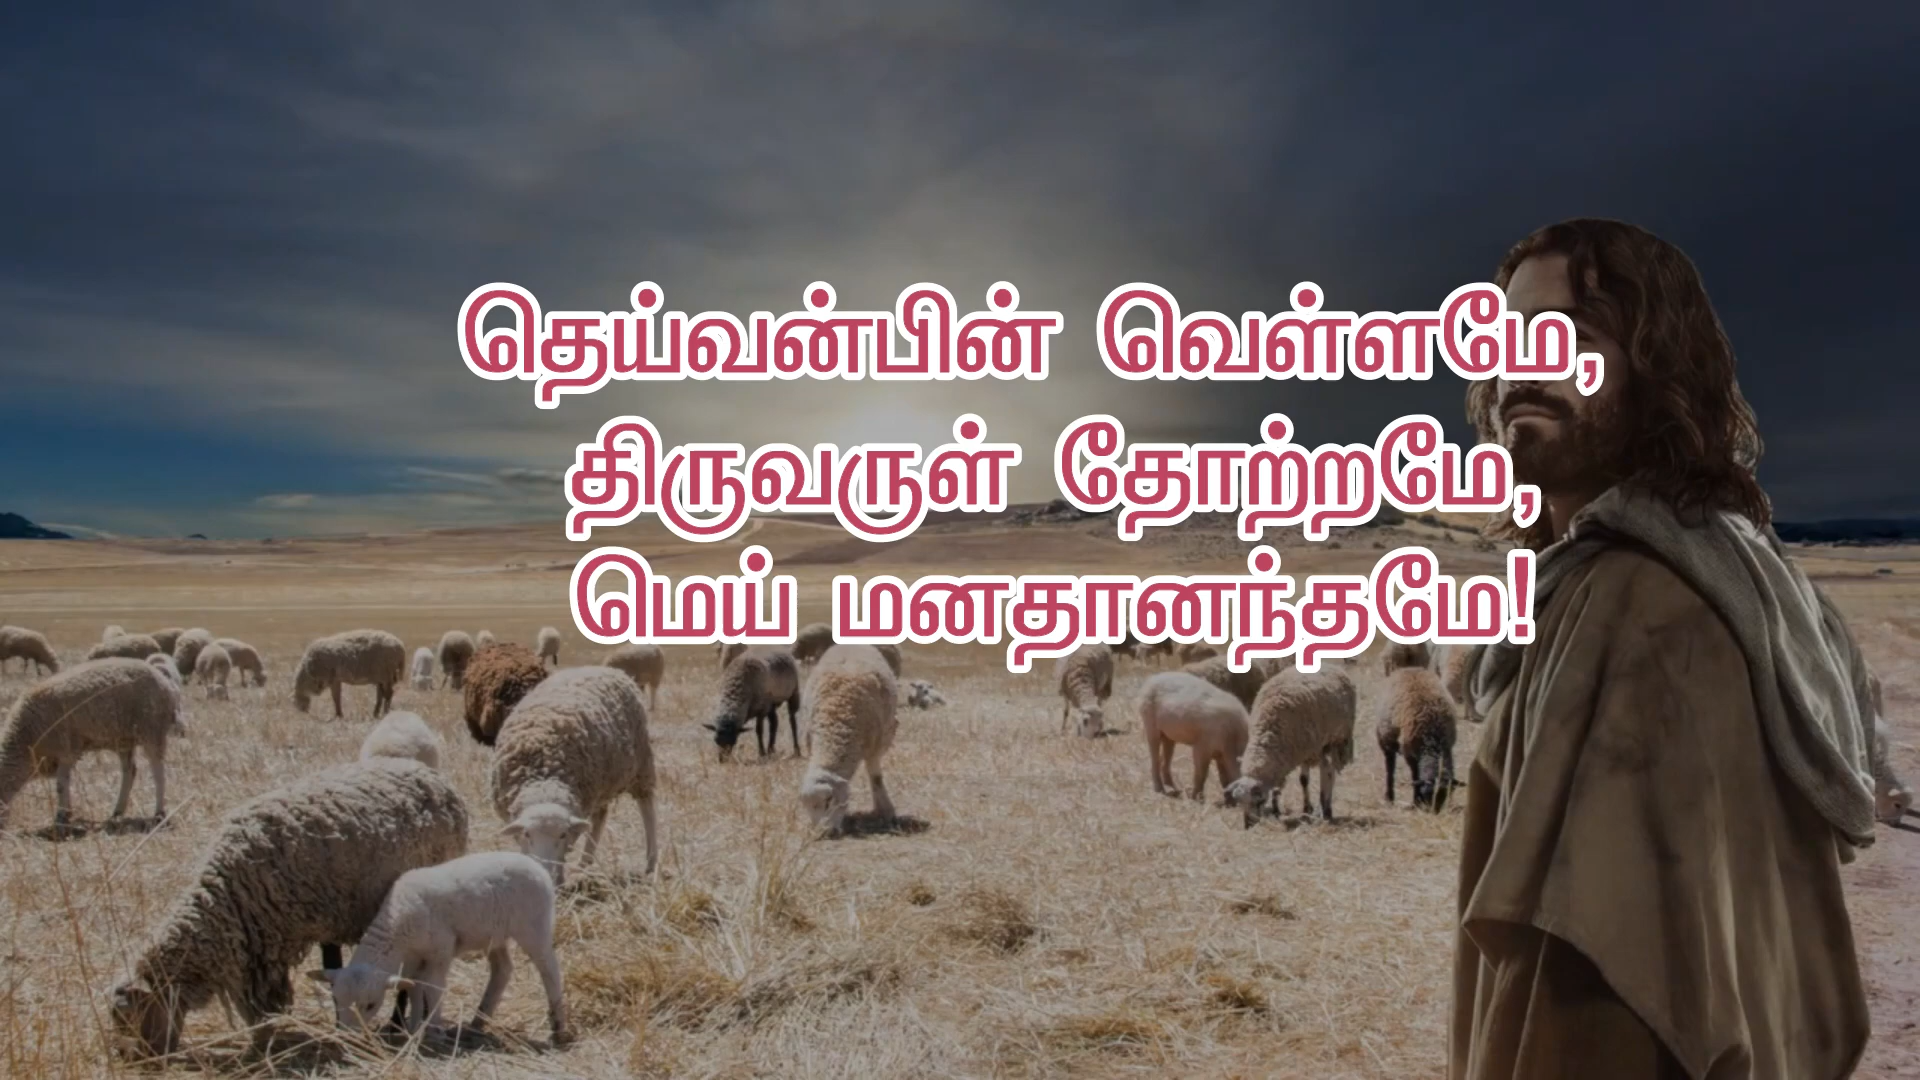 தெய்வன்பின் வெள்ளமே,
திருவருள் தோற்றமே,
மெய் மனதானந்தமே!